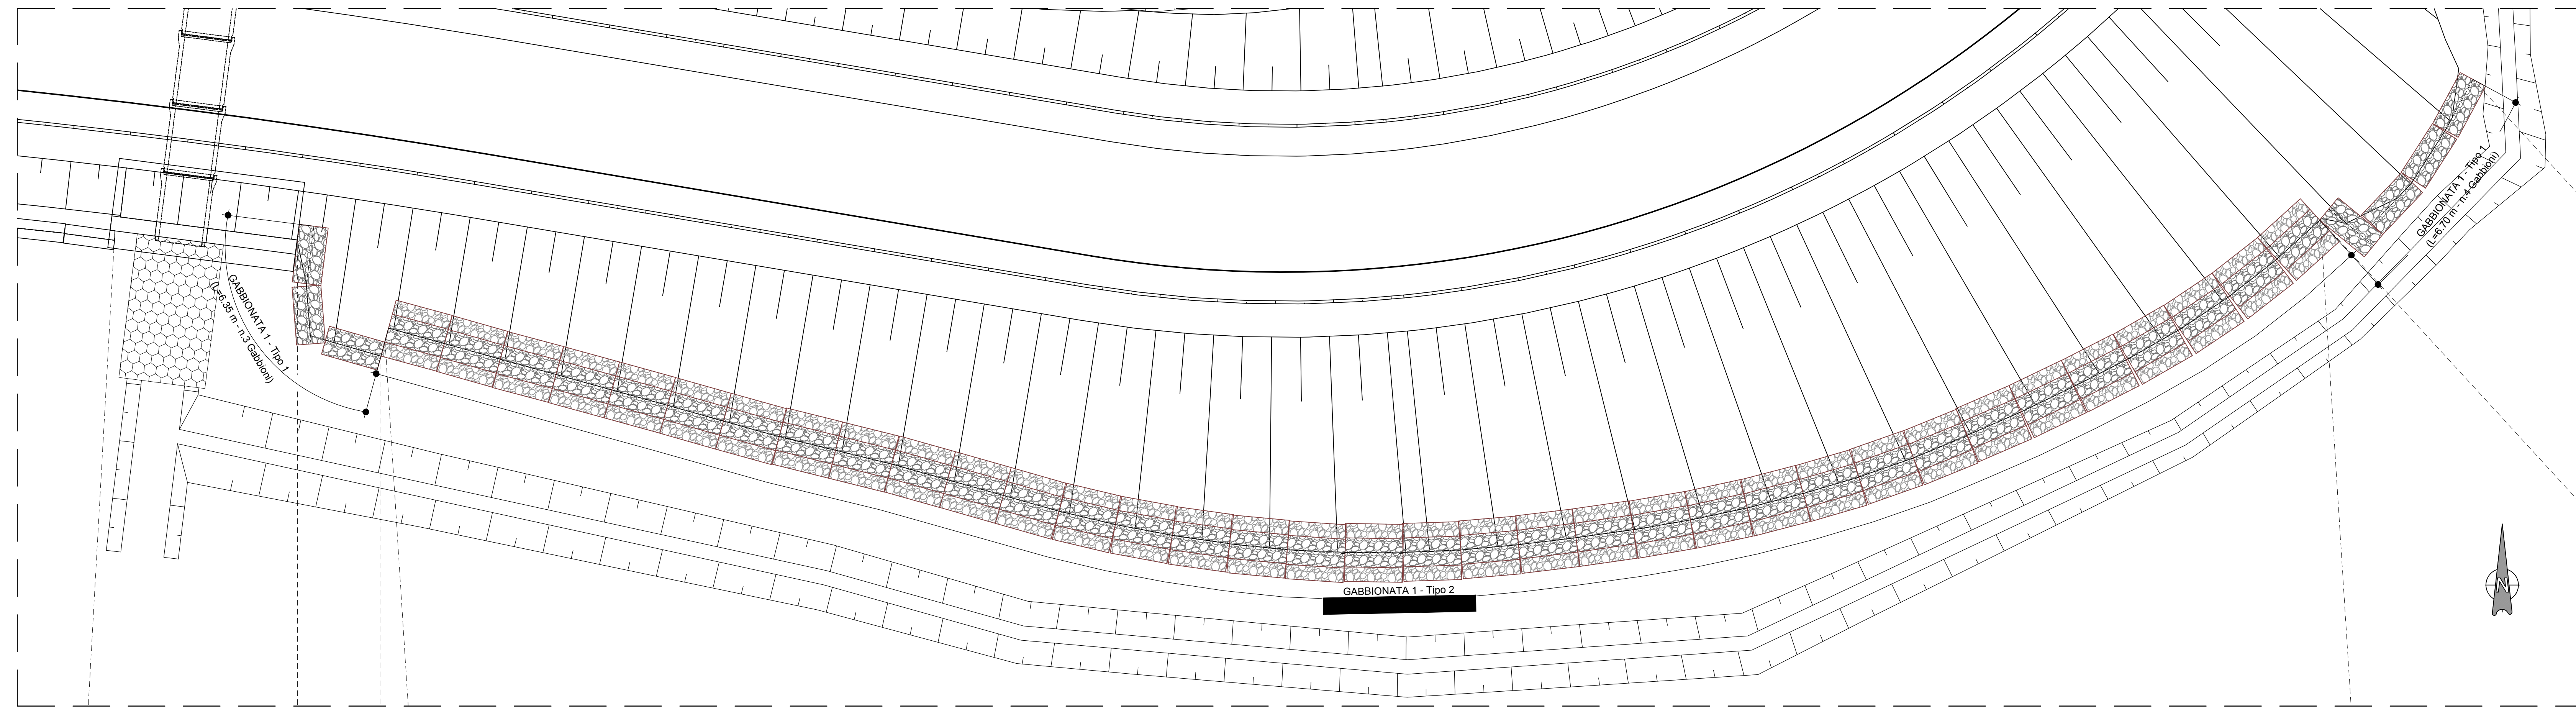 GABBIONATA 1 - Tipo 1
(L=6.35 m - n.3 Gabbioni)
GABBIONATA 1 - Tipo 2
GABBIONATA 1 - Tipo 1
(L=6.70 m - n.4 Gabbioni)
N